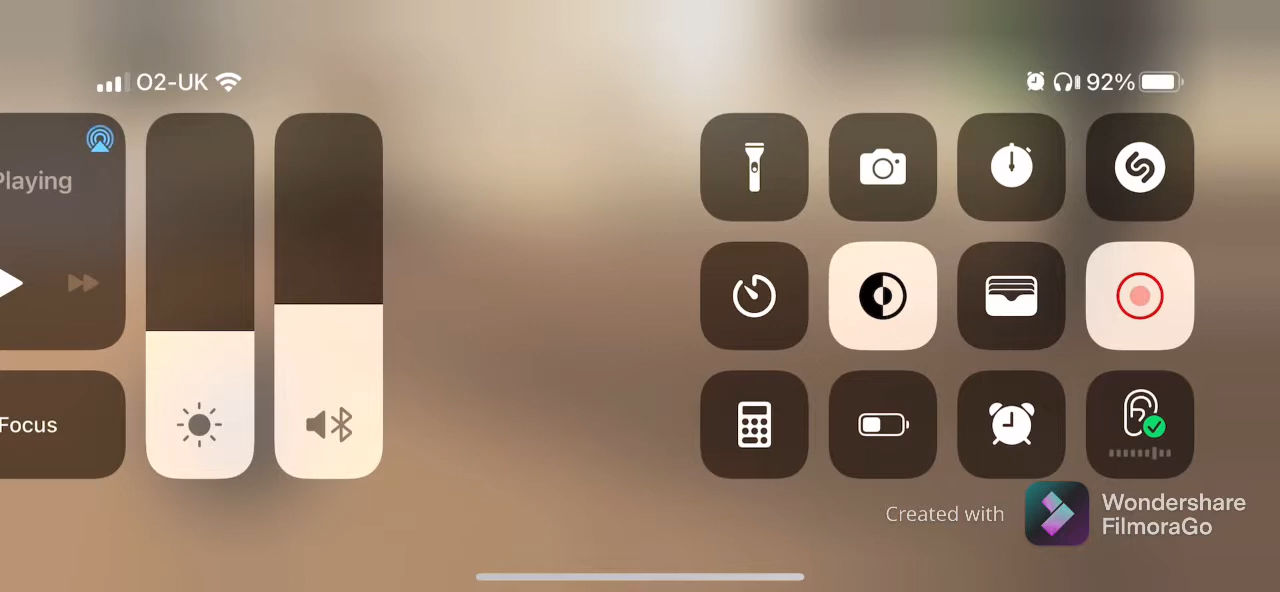 O2-UK
92%
Playing
Focus
Created with
Wondershare
FilmoraGo